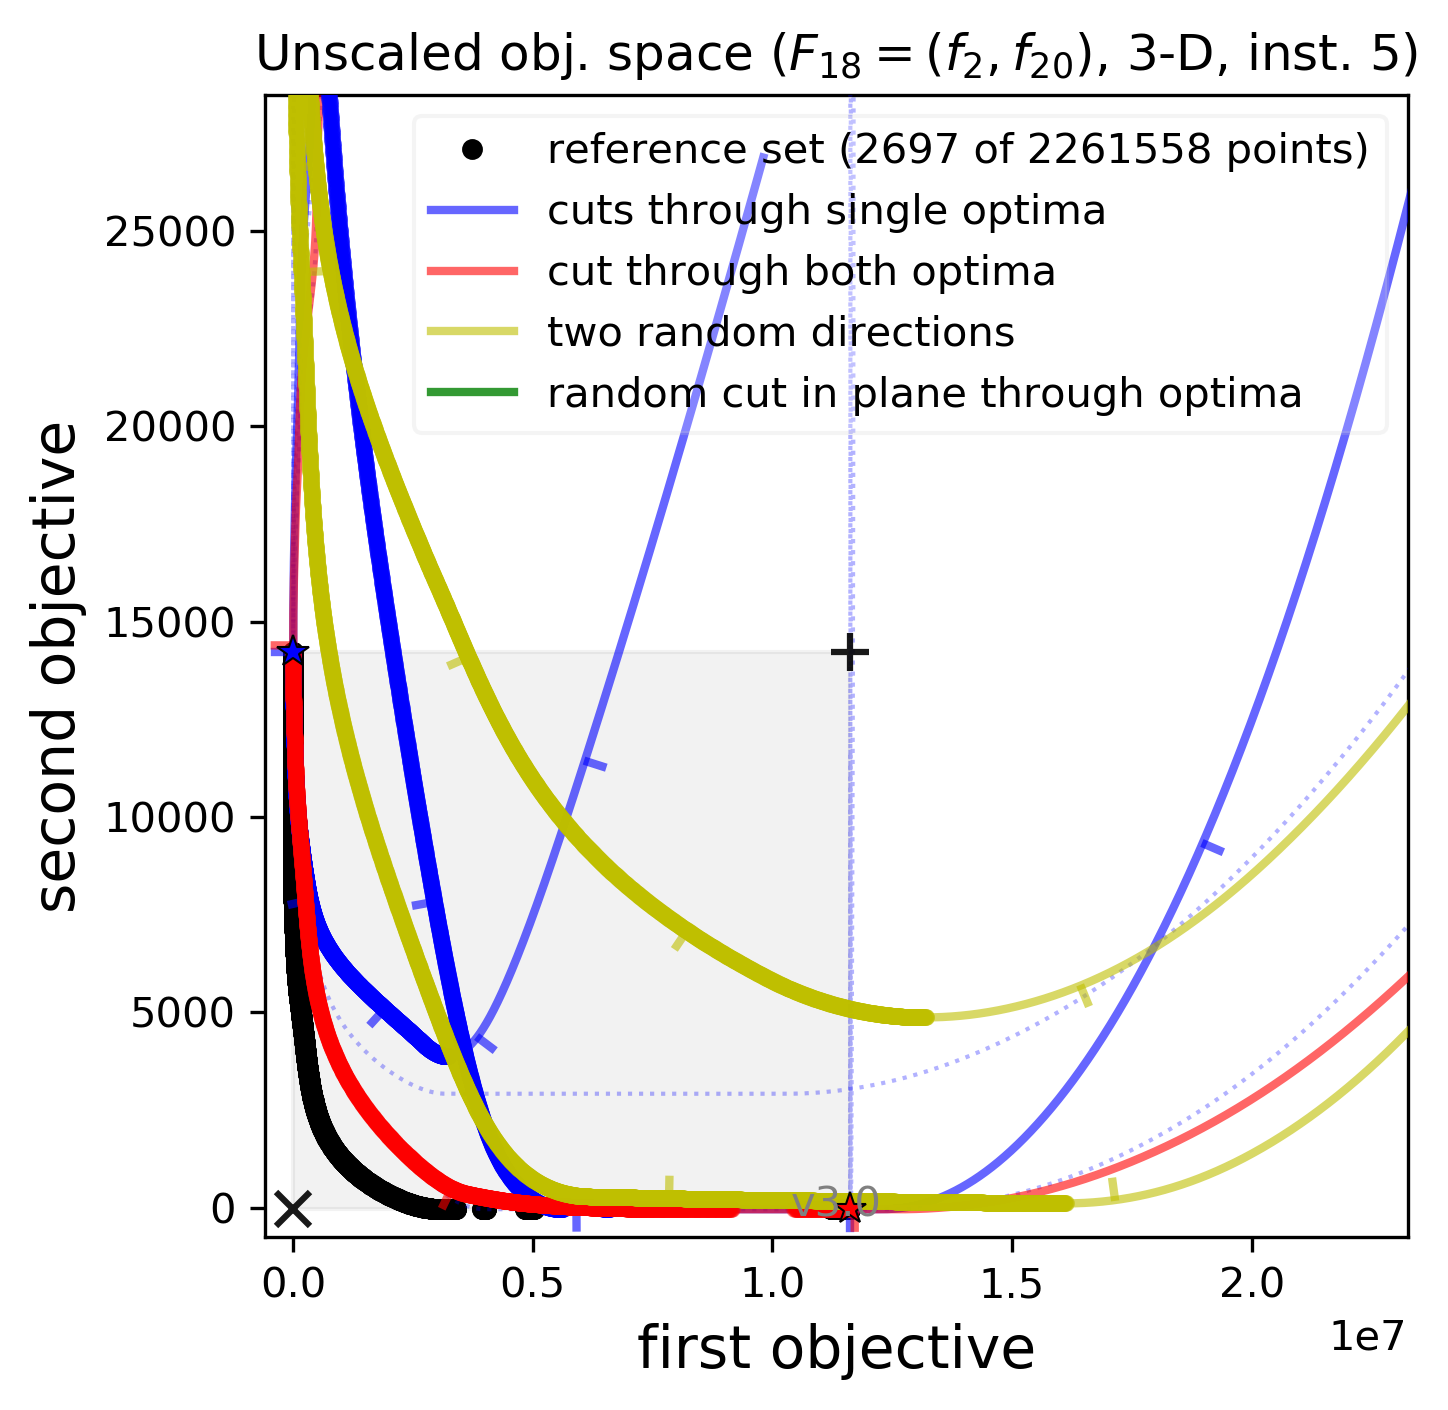 Unscaled obj. space (F18 = (f2, f20), 3-D, inst. 5)
reference set (2697 of 2261558 points)
cuts through single optima
cut through both optima
two random directions
random cut in plane through optima
second objective
25000
20000
15000
10000
5000
0
v3.0
0.0 0.5 1.0 1.5 2.0
1e7
first objective